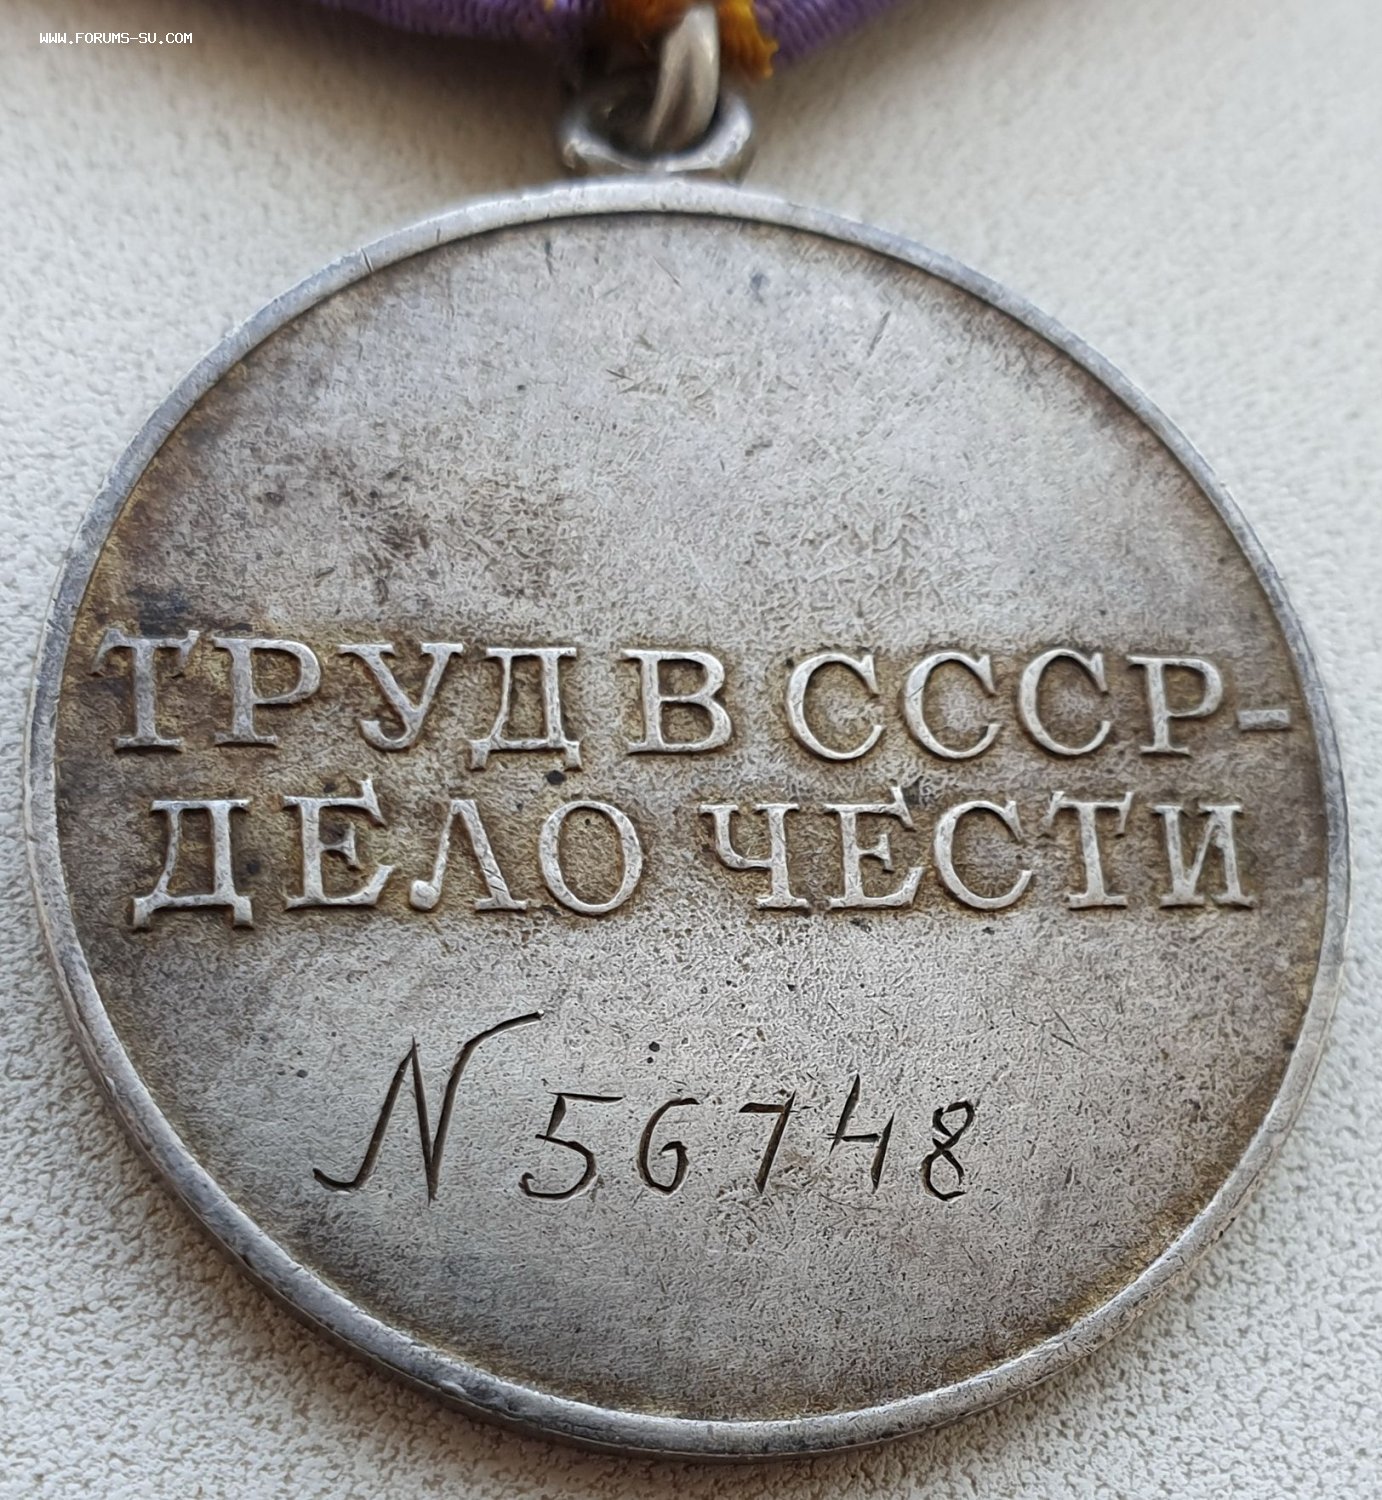 WWW.FORUMS-SU.COM
ТРУД В СССР-
ДЕЛО ЧЕСТИ
N 56748